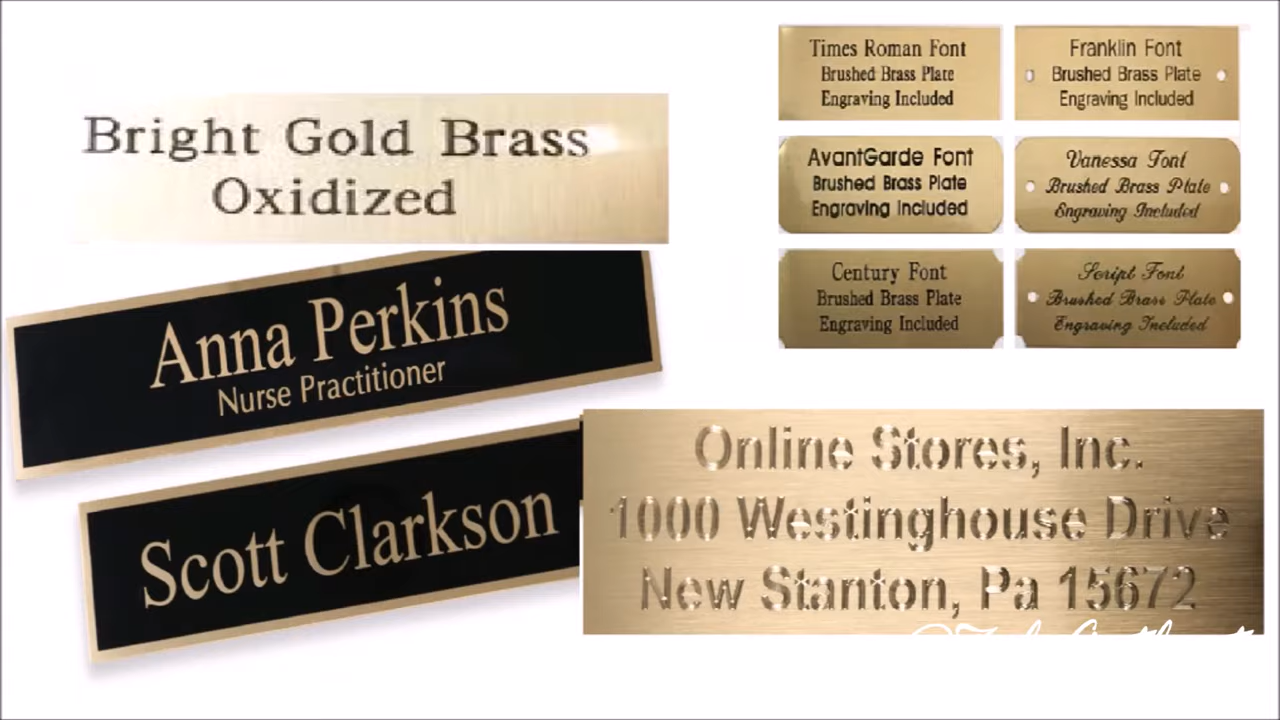 Bright Gold Brass
Oxidized
Anna Perkins
Nurse Practitioner
Scott Clarkson
Times Roman Font
Brushed Brass Plate
Engraving Included
Franklin Font
Brushed Brass Plate
Engraving Included
AvantGarde Font
Brushed Brass Plate
Engraving Included
Vanessa Font
Brushed Brass Plate
Engraving Included
Century Font
Brushed Brass Plate
Engraving Included
Script Font
Brushed Brass Plate
Engraving Included
Online Stores, Inc.
1000 Westinghouse Drive
New Stanton, Pa 15672